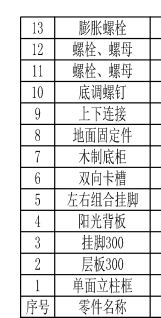 13 膨胀螺栓
12 螺栓、螺母
11 螺栓、螺母
10 底调螺钉
9 上下连接
8 地面固定件
7 木制底柜
6 双向卡槽
5 左右组合挂脚
4 阳光背板
3 挂脚300
2 层板300
1 单面立柱框
序号 零件名称